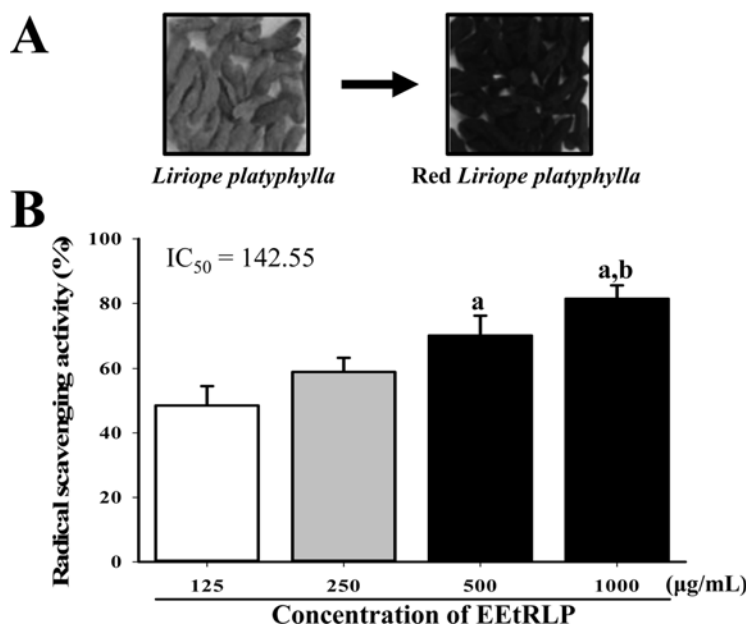 A
Liriope platyphylla
Red Liriope platyphylla
B
Radical scavenging activity (%)
100
80
60
40
20
0
IC50 = 142.55
a
a,b
125 250 500 1000 (µg/mL)
Concentration of EEtRLP